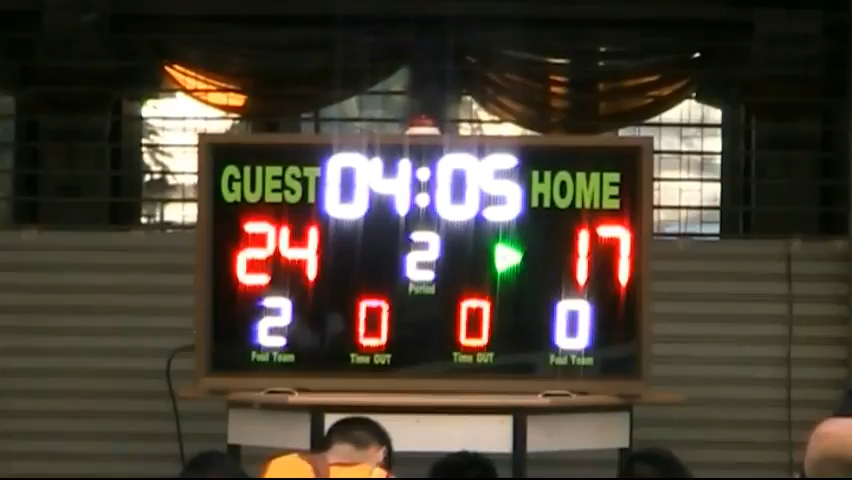 GUEST 04:05 HOME
24 2 17
Period
2 0 0 0
Foul Team Time OUT Time OUT Foul Team